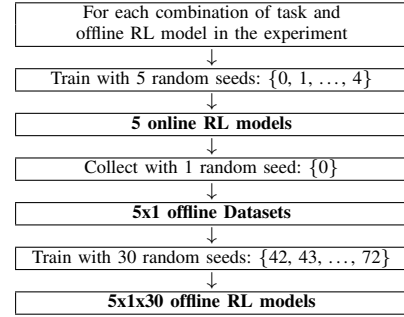 For each combination of task and
offline RL model in the experiment
↓
Train with 5 random seeds: {0, 1, . . . , 4}
↓
5 online RL models
↓
Collect with 1 random seed: {0}
↓
5x1 offline Datasets
↓
Train with 30 random seeds: {42, 43, . . . , 72}
↓
5x1x30 offline RL models